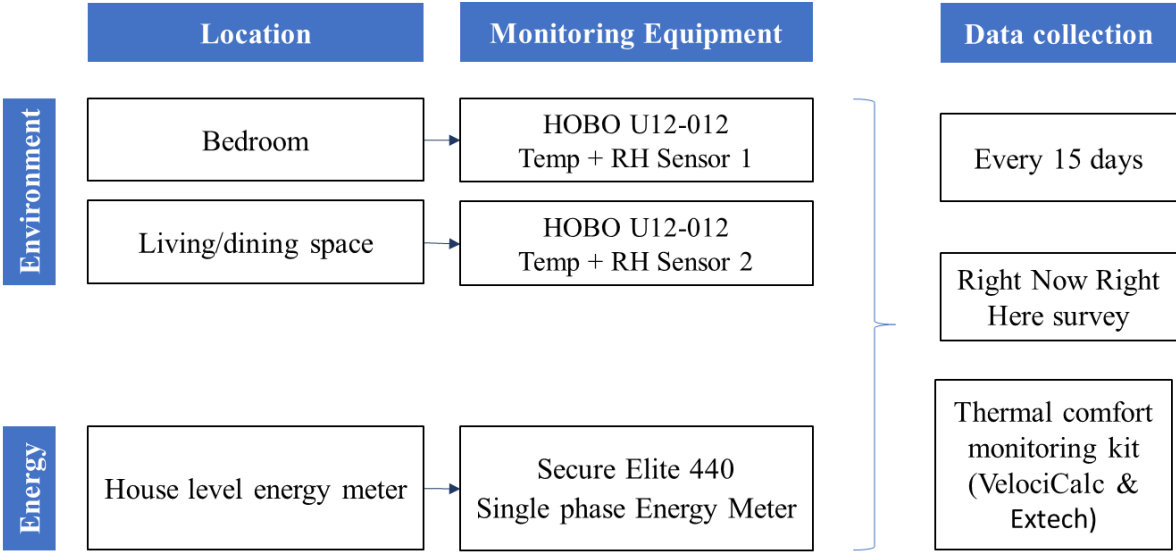 Location
Monitoring Equipment
Data collection
Environment
Bedroom
HOBO U12-012
Temp + RH Sensor 1
Living/dining space
HOBO U12-012
Temp + RH Sensor 2
Every 15 days
Right Now Right
Here survey
Energy
House level energy meter
Secure Elite 440
Single phase Energy Meter
Thermal comfort
monitoring kit
(VelociCalc &
Extech)